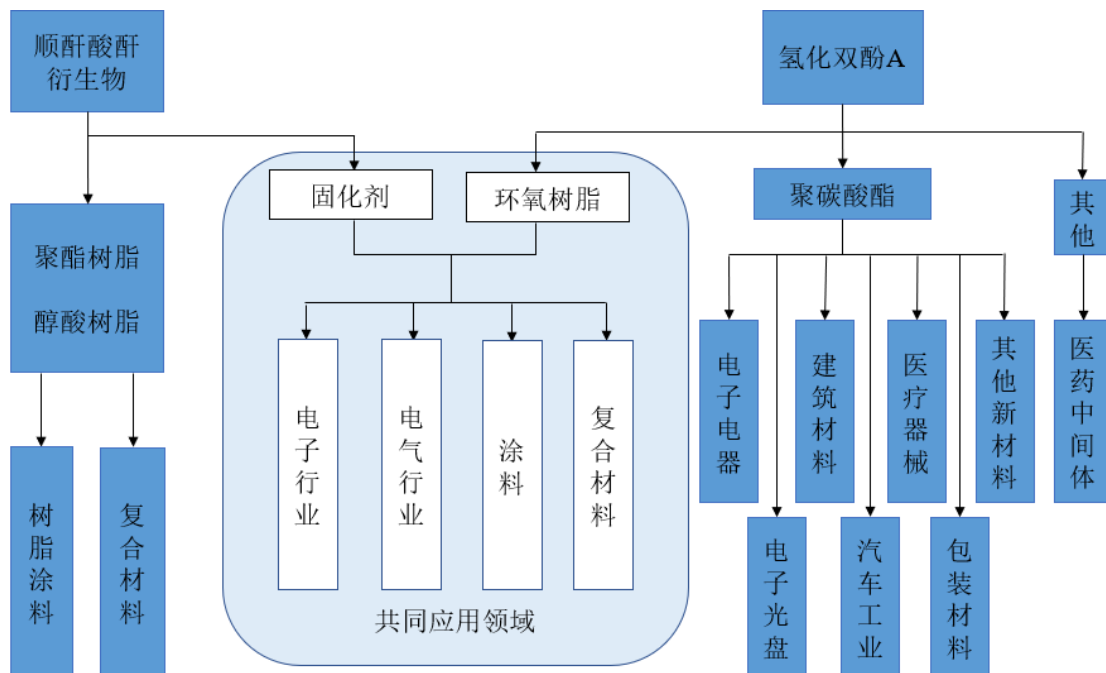 顺酐酸酐
衍生物
氢化双酚A
固化剂
环氧树脂
聚碳酸酯
其他
聚酯树脂
醇酸树脂
电子行业
电气行业
涂料
复合材料
电子电器
建筑材料
医疗器械
其他新材料
医药中间体
树脂涂料
复合材料
电子光盘
汽车工业
包装材料
共同应用领域